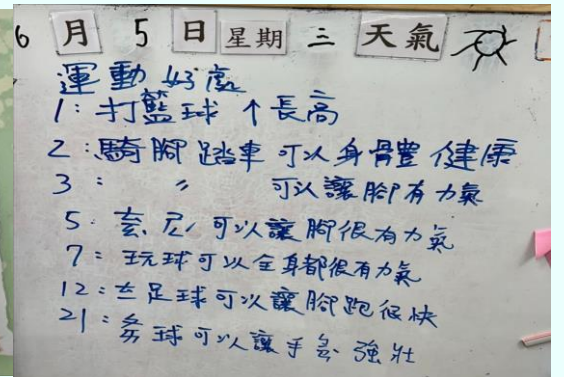 6月5日星期三 天氣
運動好處
1:打籃球↑長高
2:騎腳踏車可以身骨豊健康
3:〃可以讓腳有力氣
5.玄尼可以讓腳很有力氣
7:玩球可以全身都很有力氣
12:足球可以讓腳跑很快
21:球可以讓手強壯